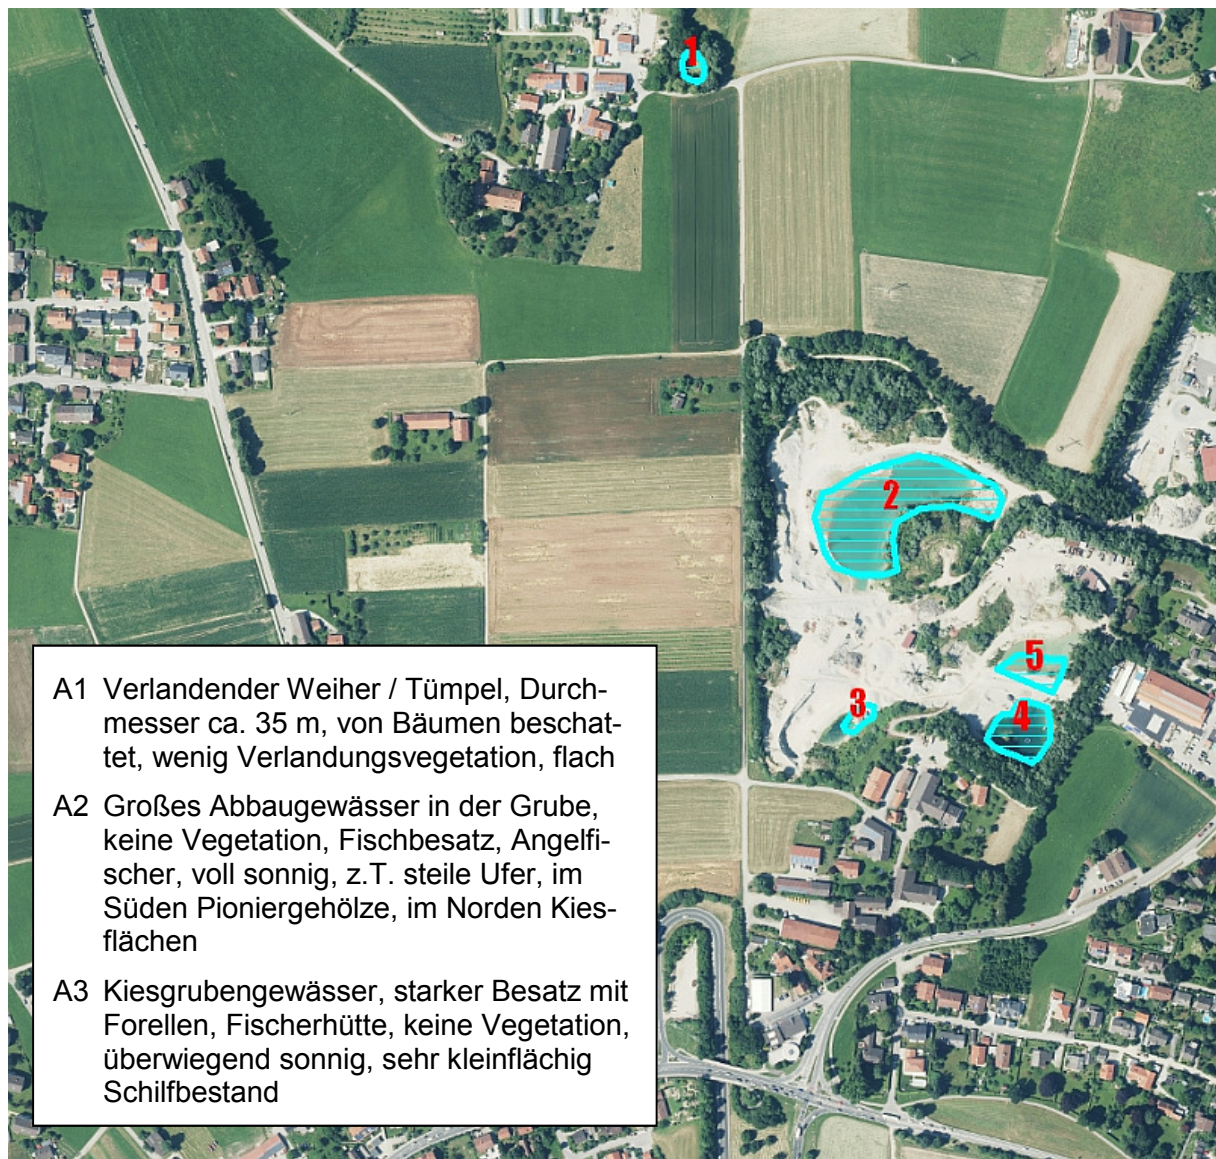 1
2
5
3
4
A1 Verlandender Weiher / Tümpel, Durch-
messer ca. 35 m, von Bäumen beschat-
tet, wenig Verlandungsvegetation, flach
A2 Großes Abbaugewässer in der Grube,
keine Vegetation, Fischbesatz, Angelfi-
scher, voll sonnig, z.T. steile Ufer, im
Süden Pioniergehölze, im Norden Kies-
flächen
A3 Kiesgrubengewässer, starker Besatz mit
Forellen, Fischerhütte, keine Vegetation,
überwiegend sonnig, sehr kleinflächig
Schilfbestand